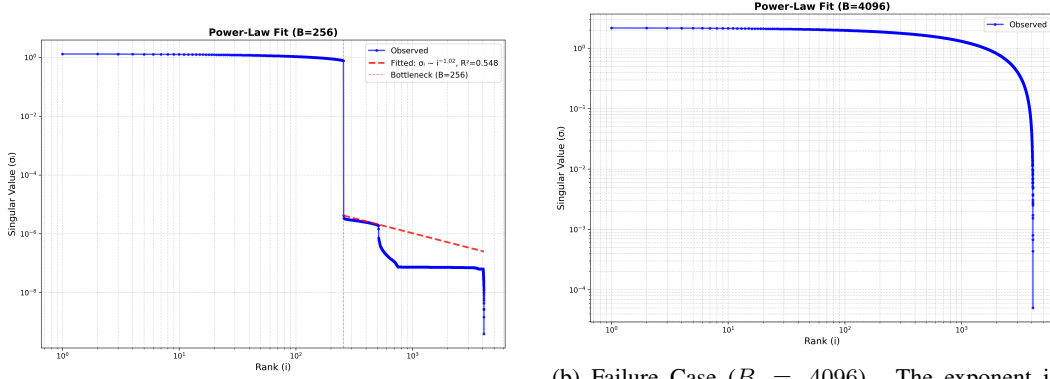 Power-Law Fit (B=256)
10⁰
10⁻²
10⁻⁴
10⁻⁶
10⁻⁸
Singular Value (σᵢ)
Observed
Fitted: σᵢ ~ i⁻¹·⁰², R²=0.548
Bottleneck (B=256)
10⁰
10¹
10²
10³
Rank (i)
Power-Law Fit (B=4096)
10⁰
10⁻¹
10⁻²
10⁻³
10⁻⁴
Singular Value (σᵢ)
Observed
10⁰
10¹
10²
10³
Rank (i)
(b) Failure Case (B = 4096). The exponent i